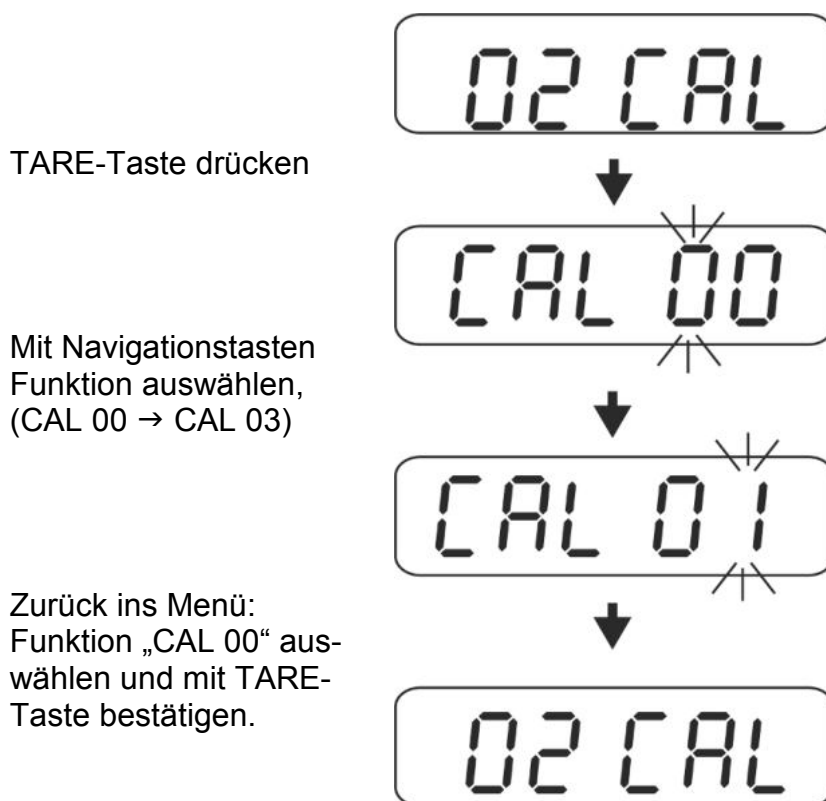 02 CAL
TARE-Taste drücken
CAL 00
Mit Navigationstasten
Funktion auswählen,
(CAL 00 → CAL 03)
CAL 01
Zurück ins Menü:
Funktion „CAL 00“ aus-
wählen und mit TARE-
Taste bestätigen.
02 CAL